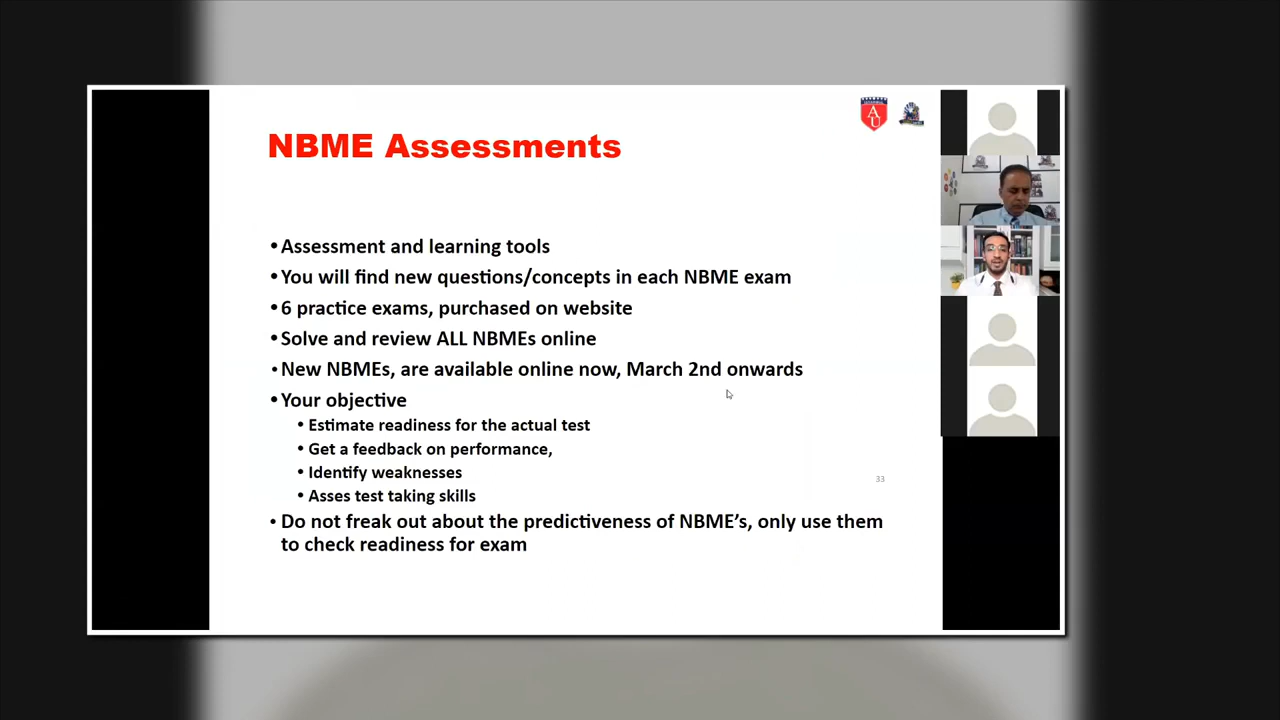 NBME Assessments
• Assessment and learning tools
• You will find new questions/concepts in each NBME exam
• 6 practice exams, purchased on website
• Solve and review ALL NBMEs online
• New NBMEs, are available online now, March 2nd onwards
• Your objective
• Estimate readiness for the actual test
• Get a feedback on performance,
• Identify weaknesses
• Asses test taking skills
33
• Do not freak out about the predictiveness of NBME’s, only use them
to check readiness for exam
AU